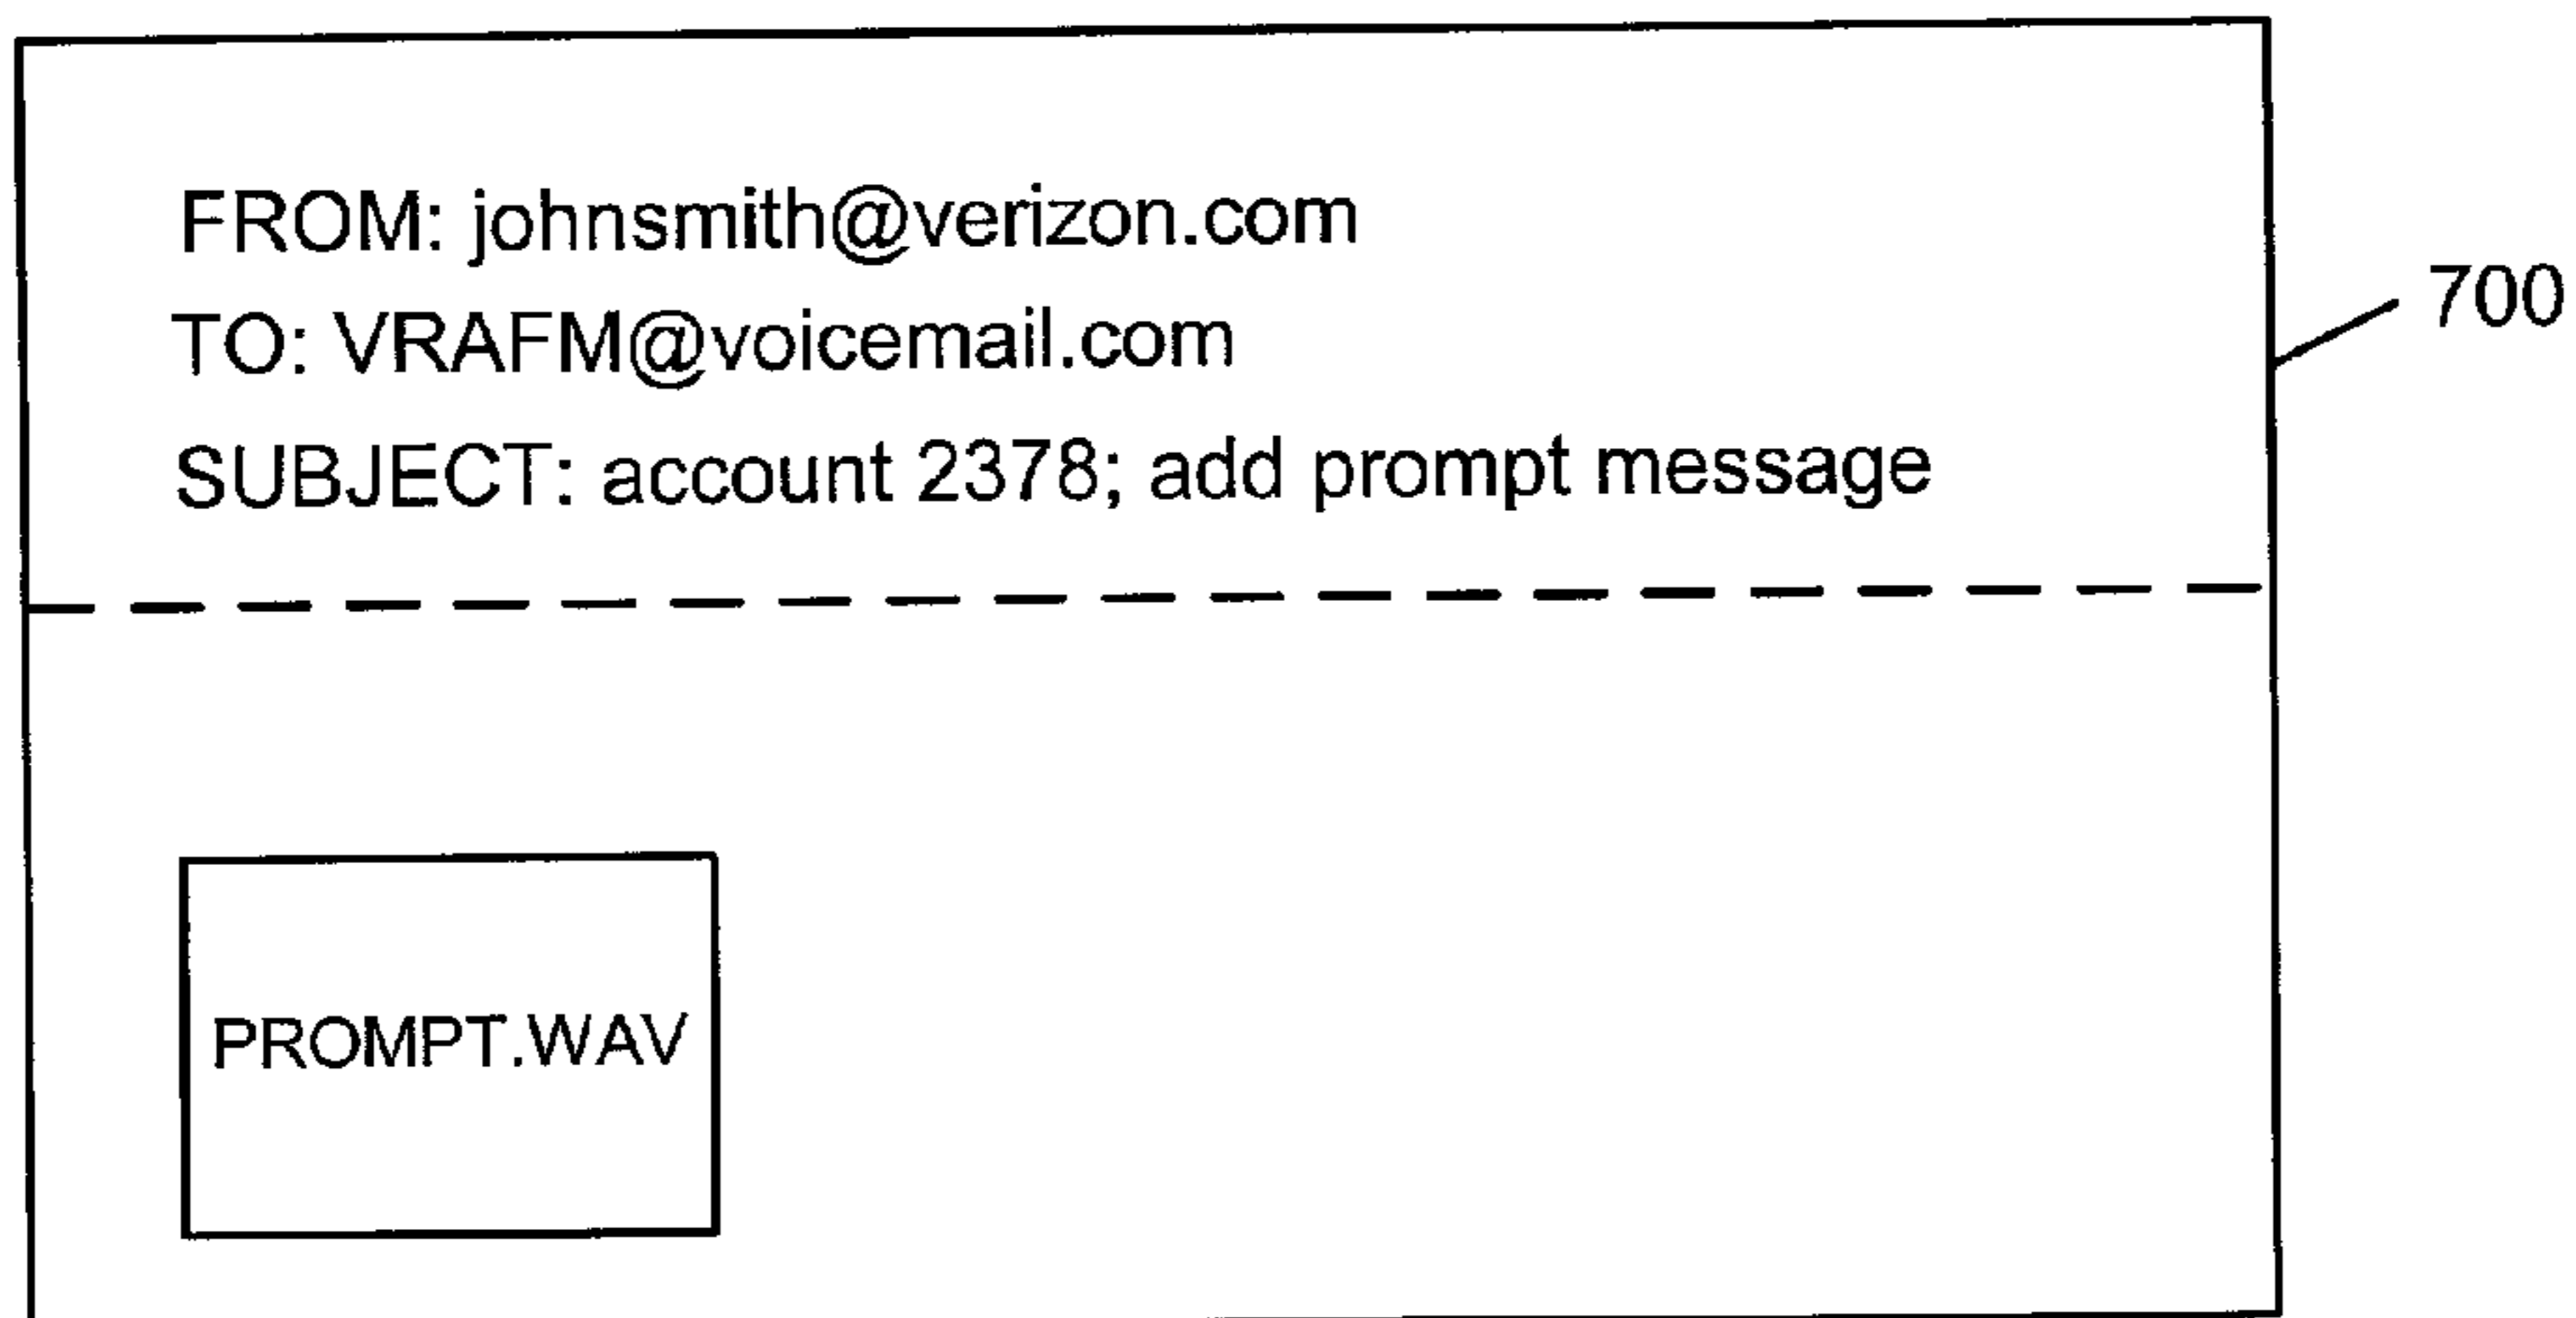 FROM: johnsmith@verizon.com
TO: VRAFM@voicemail.com
SUBJECT: account 2378; add prompt message
700
PROMPT.WAV